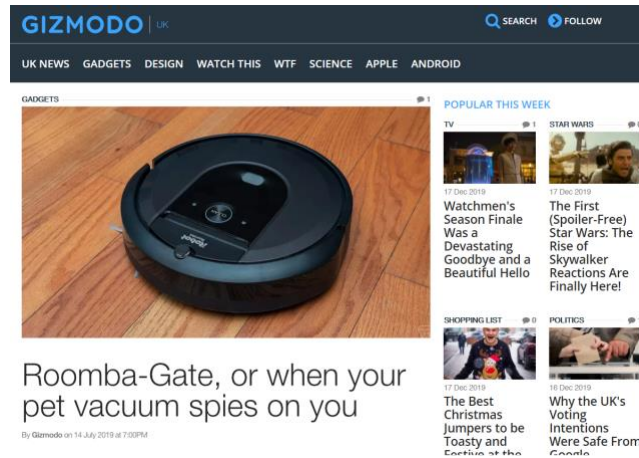 GIZMODO | UK
SEARCH
FOLLOW
UK NEWS GADGETS DESIGN WATCH THIS WTF SCIENCE APPLE ANDROID
GADGETS
1
iRobot
Roomba-Gate, or when your
pet vacuum spies on you
By Gizmodo on 14 July 2019 at 7:00PM
POPULAR THIS WEEK
TV
1
17 Dec 2019
Watchmen's
Season Finale
Was a
Devastating
Goodbye and a
Beautiful Hello
STAR WARS
17 Dec 2019
The First
(Spoiler-Free)
Star Wars: The
Rise of
Skywalker
Reactions Are
Finally Here!
SHOPPING LIST
0
17 Dec 2019
The Best
Christmas
Jumpers to be
Toasty and
Festive at the
POLITICS
16 Dec 2019
Why the UK's
Voting
Intentions
Were Safe From
Google